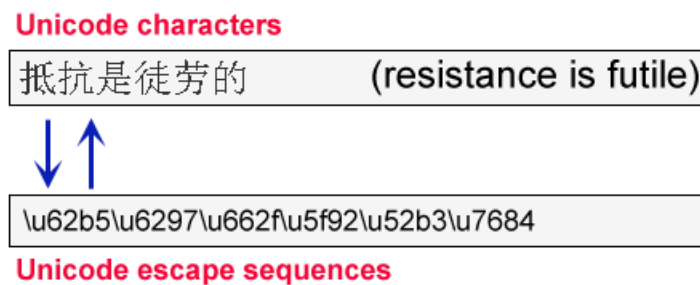 Unicode characters
抵抗是徒劳的 (resistance is futile)
\u62b5\u6297\u662f\u5f92\u52b3\u7684
Unicode escape sequences